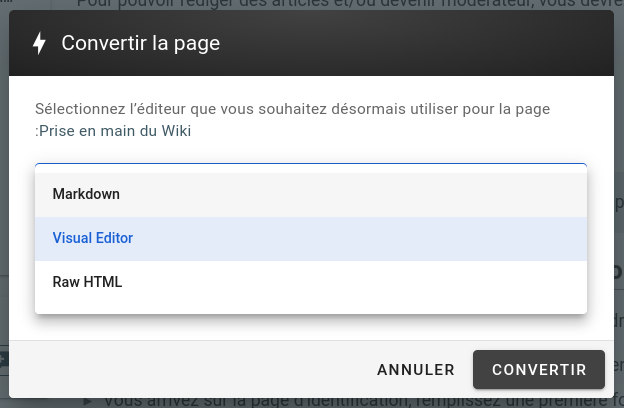 Pour pouvoir rédiger des articles et/ou devenir modérateur, vous devre
Convertir la page
Sélectionnez l’éditeur que vous souhaitez désormais utiliser pour la page
:Prise en main du Wiki
Markdown
Visual Editor
Raw HTML
ANNULER
CONVERTIR
Vous arrivez sur la page d'identification, remplissez une première fo